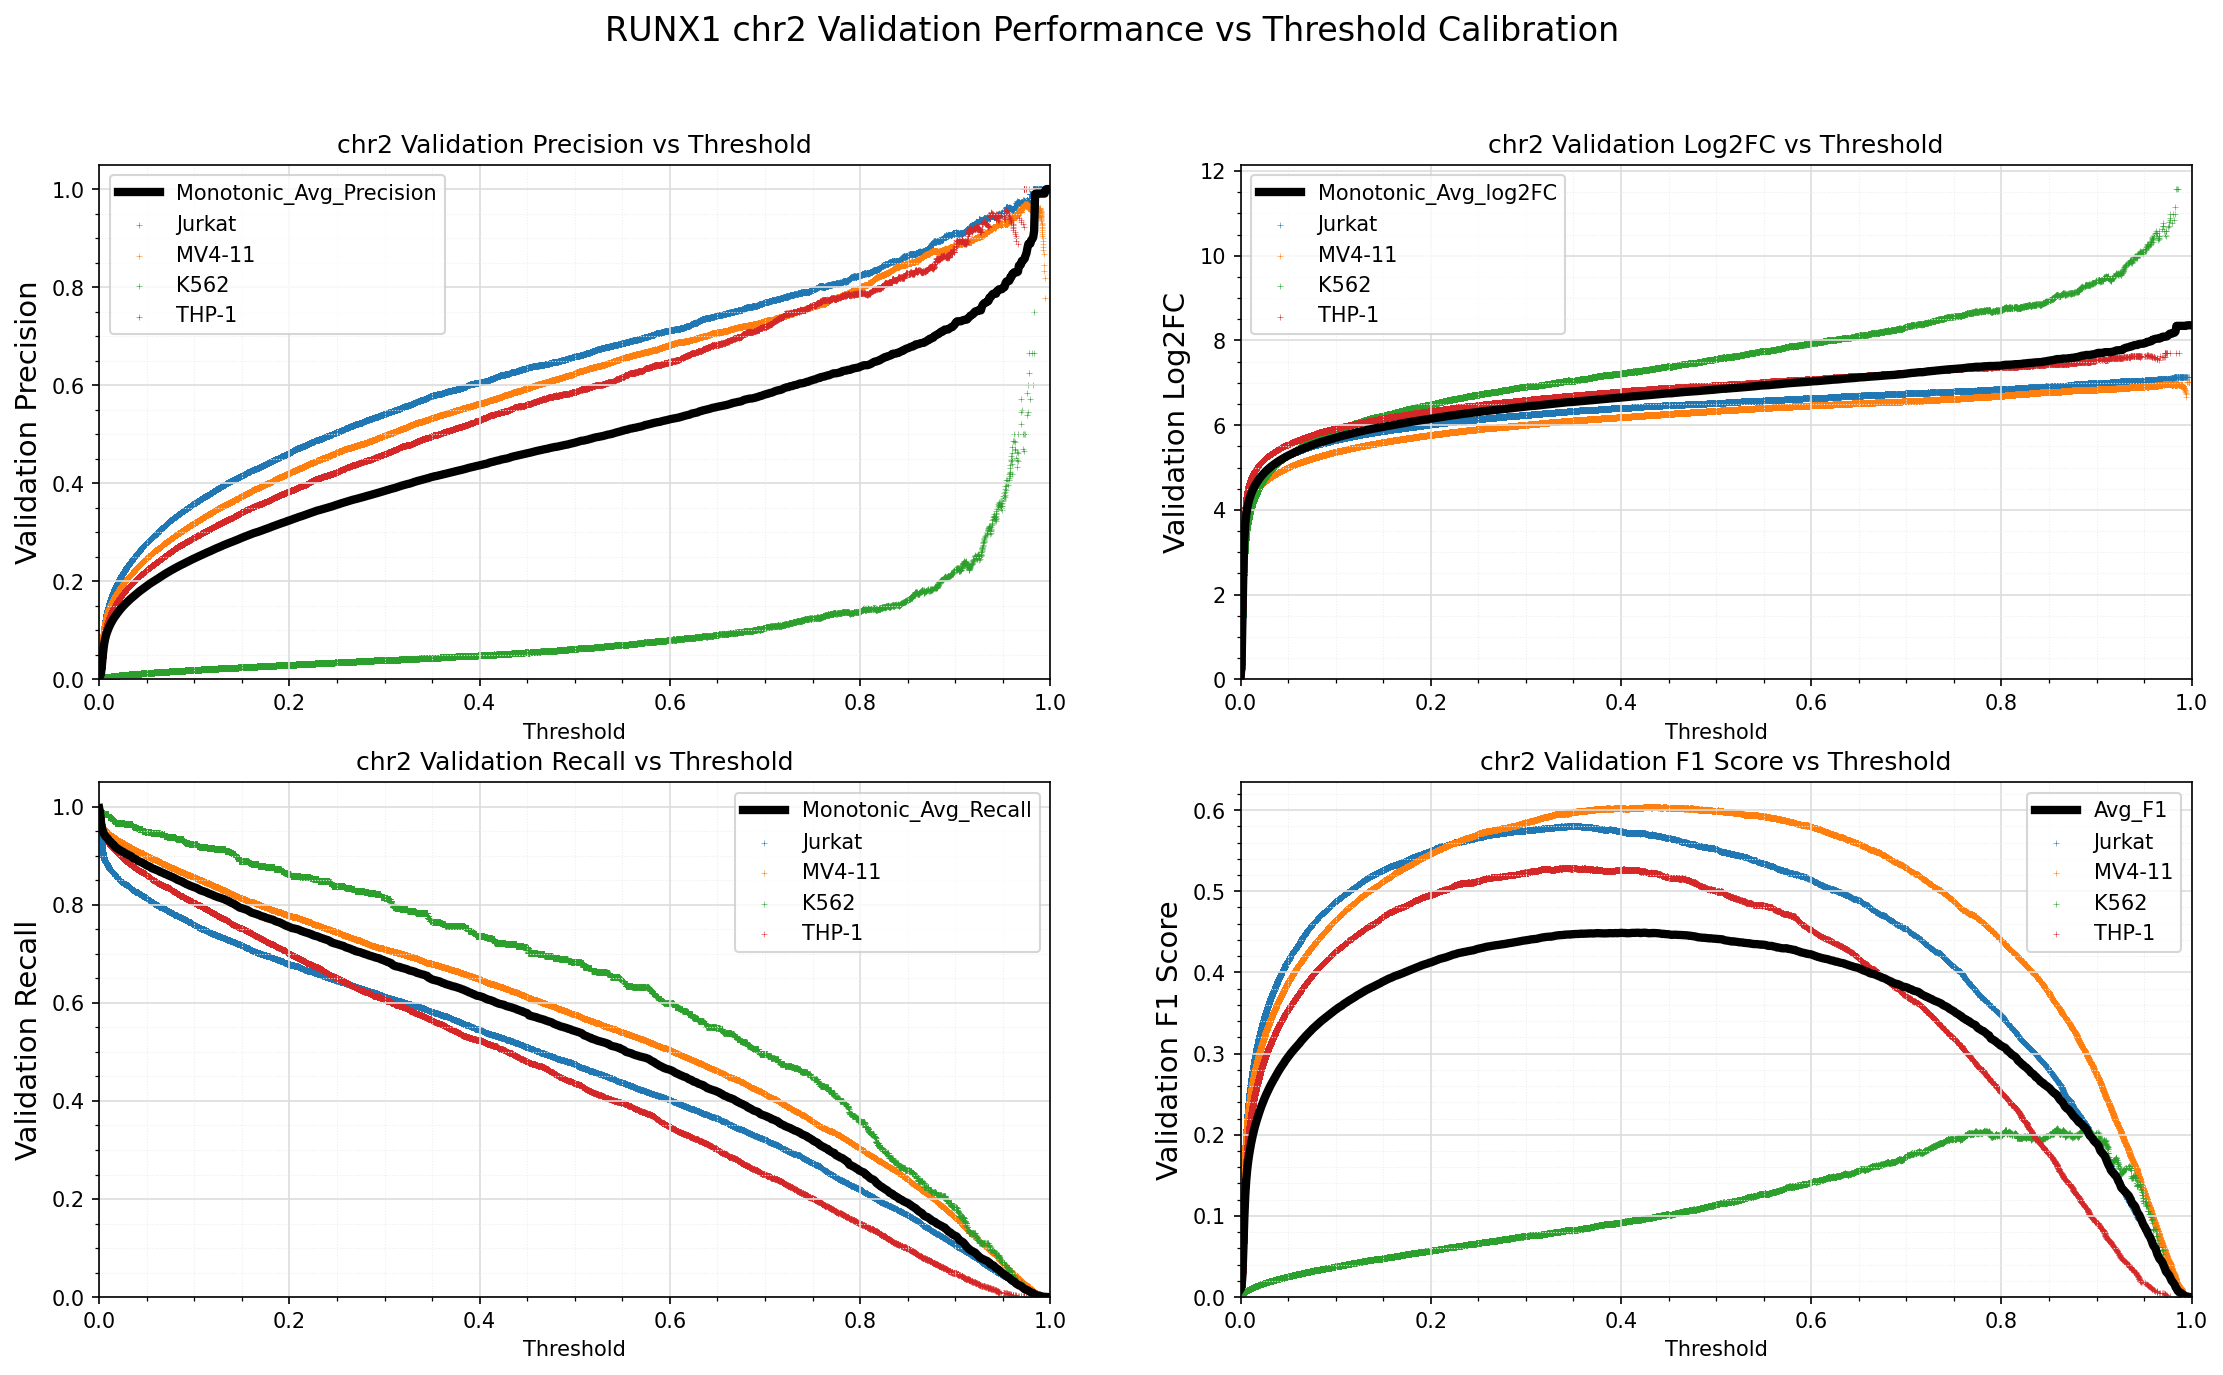 RUNX1 chr2 Validation Performance vs Threshold Calibration
chr2 Validation Precision vs Threshold
Validation Precision
1.0
0.8
0.6
0.4
0.2
0.0
Monotonic_Avg_Precision
Jurkat
MV4-11
K562
THP-1
0.0 0.2 0.4 0.6 0.8 1.0
Threshold
chr2 Validation Log2FC vs Threshold
Validation Log2FC
12
10
8
6
4
2
0
Monotonic_Avg_log2FC
Jurkat
MV4-11
K562
THP-1
0.0 0.2 0.4 0.6 0.8 1.0
Threshold
chr2 Validation Recall vs Threshold
Validation Recall
1.0
0.8
0.6
0.4
0.2
0.0
Monotonic_Avg_Recall
Jurkat
MV4-11
K562
THP-1
0.0 0.2 0.4 0.6 0.8 1.0
Threshold
chr2 Validation F1 Score vs Threshold
Validation F1 Score
0.6
0.5
0.4
0.3
0.2
0.1
0.0
Avg_F1
Jurkat
MV4-11
K562
THP-1
0.0 0.2 0.4 0.6 0.8 1.0
Threshold